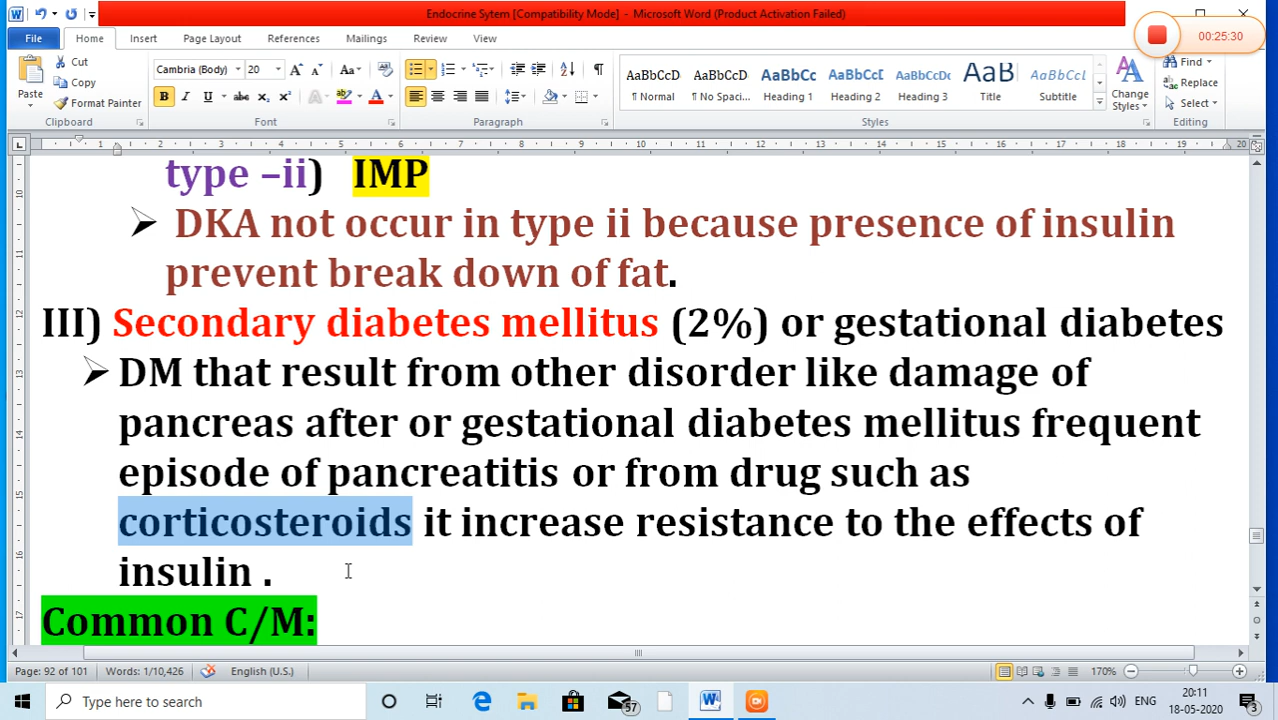 Endocrine Sytem [Compatibility Mode] - Microsoft Word (Product Activation Failed)
00:25:30
File Home Insert Page Layout References Mailings Review View
Paste
Cut
Copy
Format Painter
Clipboard
Cambria (Body) 20
Font
Paragraph
AaBbCcD AaBbCcD AaBbCc AaBbCc AaBbCcDc AaB AaBbCcl
¶ Normal ¶ No Spaci... Heading 1 Heading 2 Heading 3 Title Subtitle
Change Styles
Styles
Find
Replace
Select
Editing
type –ii) IMP
DKA not occur in type ii because presence of insulin
prevent break down of fat.
III) Secondary diabetes mellitus (2%) or gestational diabetes
DM that result from other disorder like damage of
pancreas after or gestational diabetes mellitus frequent
episode of pancreatitis or from drug such as
corticosteroids it increase resistance to the effects of
insulin .
Common C/M:
Page: 92 of 101 Words: 1/10,426 English (U.S.) 170%
Type here to search
57
ENG
20:11
18-05-2020
3